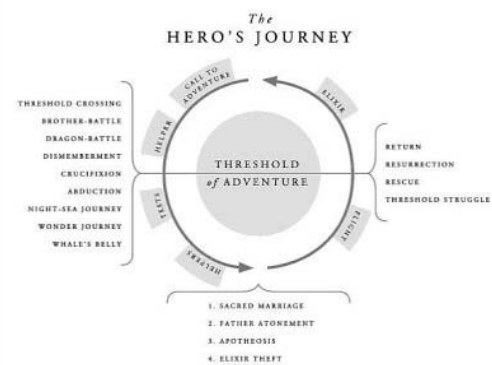 The
HERO'S JOURNEY
CALL TO
ADVENTURE
HELPER
ELIXIR
THRESHOLD CROSSING
BROTHER-BATTLE
DRAGON-BATTLE
DISMEMBERMENT
CRUCIFIXION
ABDUCTION
NIGHT-SEA JOURNEY
WONDER JOURNEY
WHALE'S BELLY
THRESHOLD
of ADVENTURE
RETURN
RESURRECTION
RESCUE
THRESHOLD STRUGGLE
TESTS
HELPERS
FLIGHT
1. SACRED MARRIAGE
2. FATHER ATONEMENT
3. APOTHEOSIS
4. ELIXIR THEFT